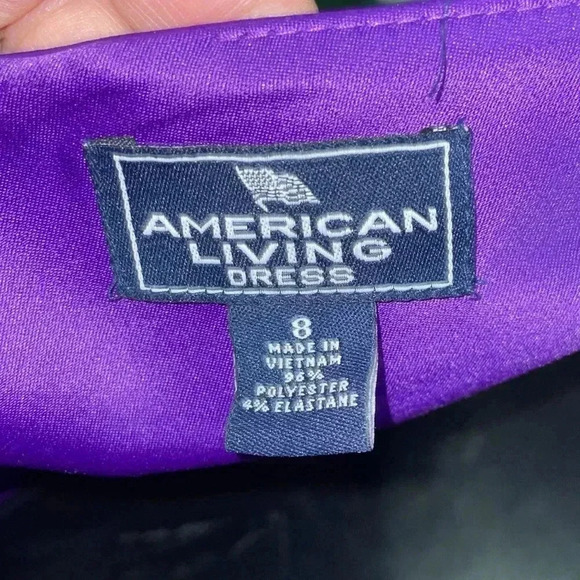 AMERICAN
LIVING
DRESS
8
MADE IN
VIETNAM
96%
POLYESTER
4% ELASTANE